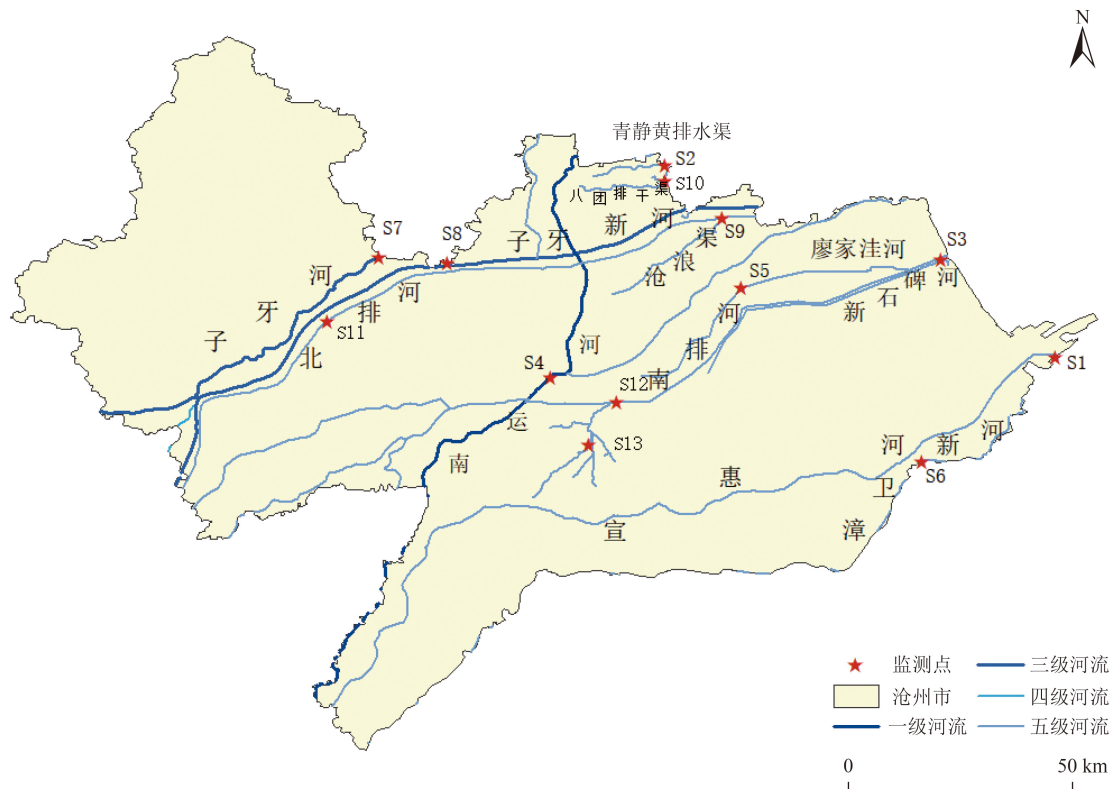 N
青静黄排水渠
S2
S10
八团排干渠
S7
S8
子牙新河
S9
沧浪渠
S3
廖家洼河
S5
新石碑河
子牙河
S11
北排河
S4
S12
南排河
S1
南运河
S13
S6
宣惠河
漳卫新河
监测点
沧州市
一级河流
三级河流
四级河流
五级河流
0
50 km